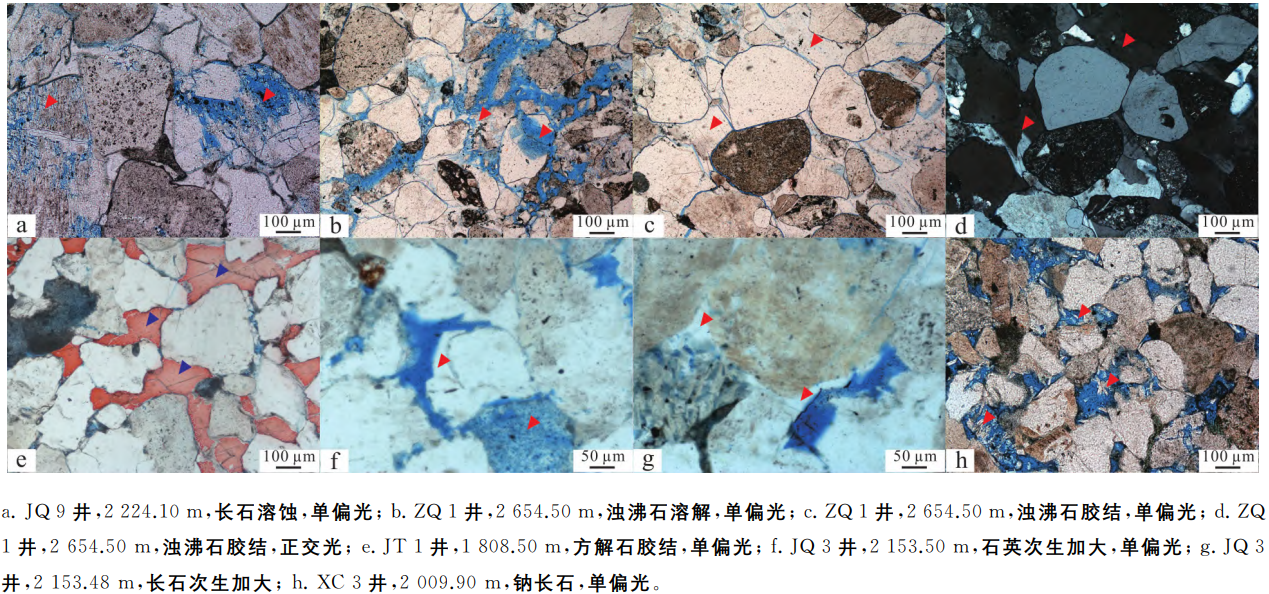 a 100 μm
b 100 μm
c 100 μm
d 100 μm
e 100 μm
f 50 μm
g 50 μm
h 100 μm
a. JQ 9 井,2 224.10 m,长石溶蚀,单偏光; b. ZQ 1 井,2 654.50 m,浊沸石溶解,单偏光; c. ZQ 1 井,2 654.50 m,浊沸石胶结,单偏光; d. ZQ
1 井,2 654.50 m,浊沸石胶结,正交光; e. JT 1 井,1 808.50 m,方解石胶结,单偏光; f. JQ 3 井,2 153.50 m,石英次生加大,单偏光; g. JQ 3
井,2 153.48 m,长石次生加大; h. XC 3 井,2 009.90 m,钠长石,单偏光。